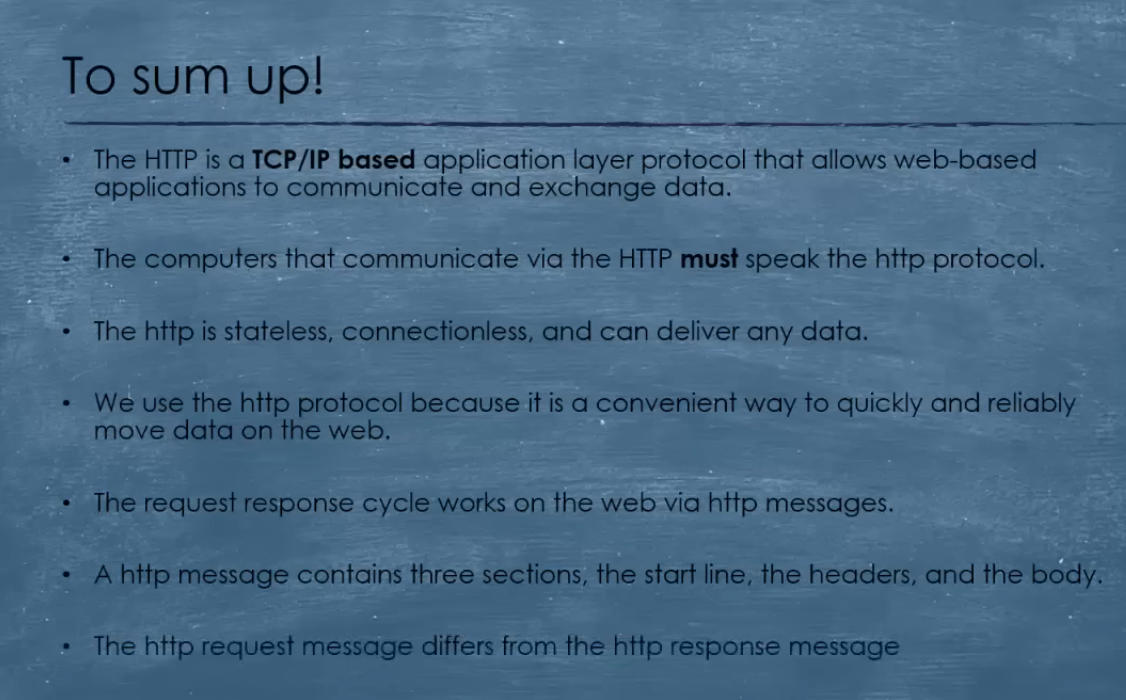 To sum up!
• The HTTP is a TCP/IP based application layer protocol that allows web-based
applications to communicate and exchange data.
• The computers that communicate via the HTTP must speak the http protocol.
• The http is stateless, connectionless, and can deliver any data.
• We use the http protocol because it is a convenient way to quickly and reliably
move data on the web.
• The request response cycle works on the web via http messages.
• A http message contains three sections, the start line, the headers, and the body.
• The http request message differs from the http response message